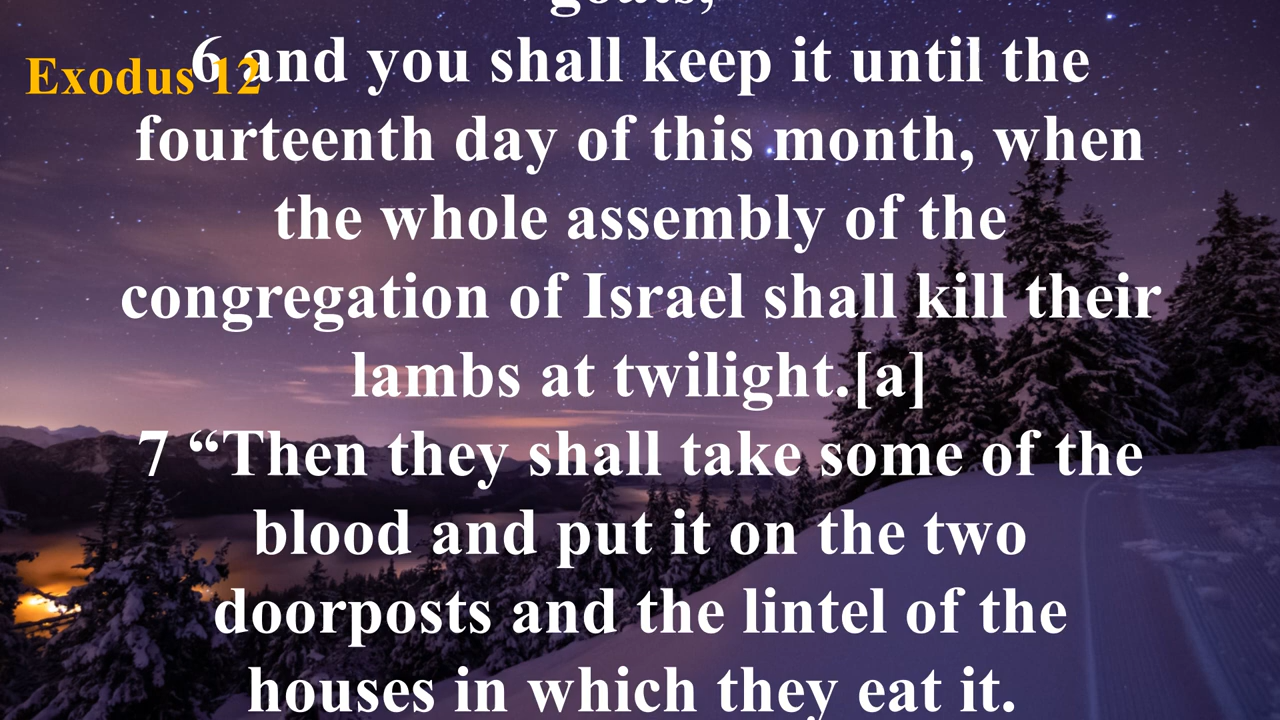 goats,
Exodus 12
6 and you shall keep it until the
fourteenth day of this month, when
the whole assembly of the
congregation of Israel shall kill their
lambs at twilight.[a]
7 “Then they shall take some of the
blood and put it on the two
doorposts and the lintel of the
houses in which they eat it.